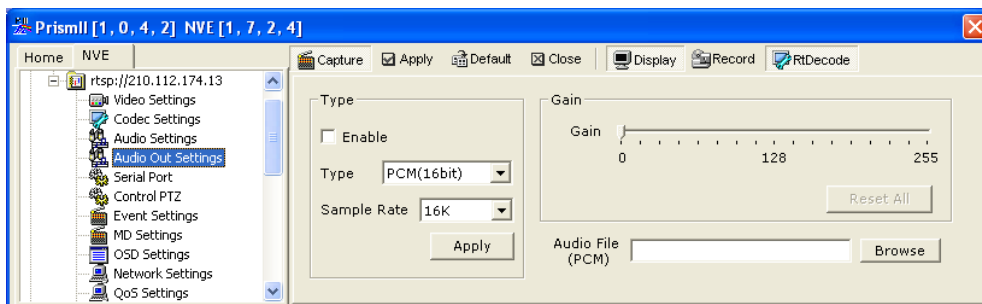 PrismII [1, 0, 4, 2]  NVE [1, 7, 2, 4]
Home NVE
Capture Apply Default Close Display Record RtDecode
rtsp://210.112.174.13
Video Settings
Codec Settings
Audio Settings
Audio Out Settings
Serial Port
Control PTZ
Event Settings
MD Settings
OSD Settings
Network Settings
QoS Settings
Type
Enable
Type PCM(16bit)
Sample Rate 16K
Apply
Gain
Gain
0 128 255
Reset All
Audio File
(PCM)
Browse